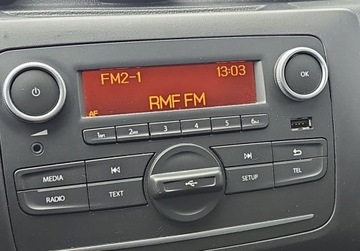 FM2-1 13:03
OK
RMF FM
AF
1 2 3 4 5 6
MEDIA
RADIO TEXT
SETUP TEL